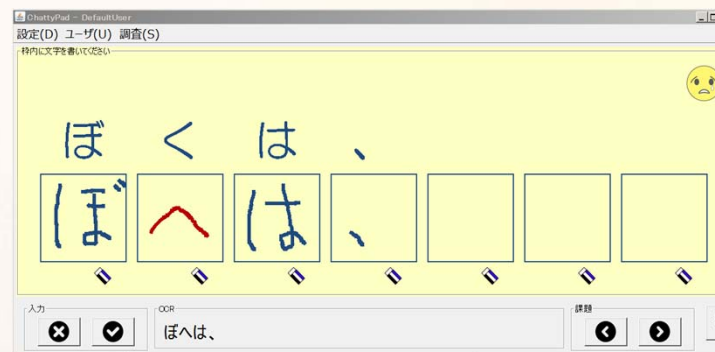 ChattyPad - DefaultUser
設定(D) ユーザ(U) 調査(S)
枠内に文字を書いてください
ぼくは、
ぼへは、
入力
OCR
ぼへは、
課題